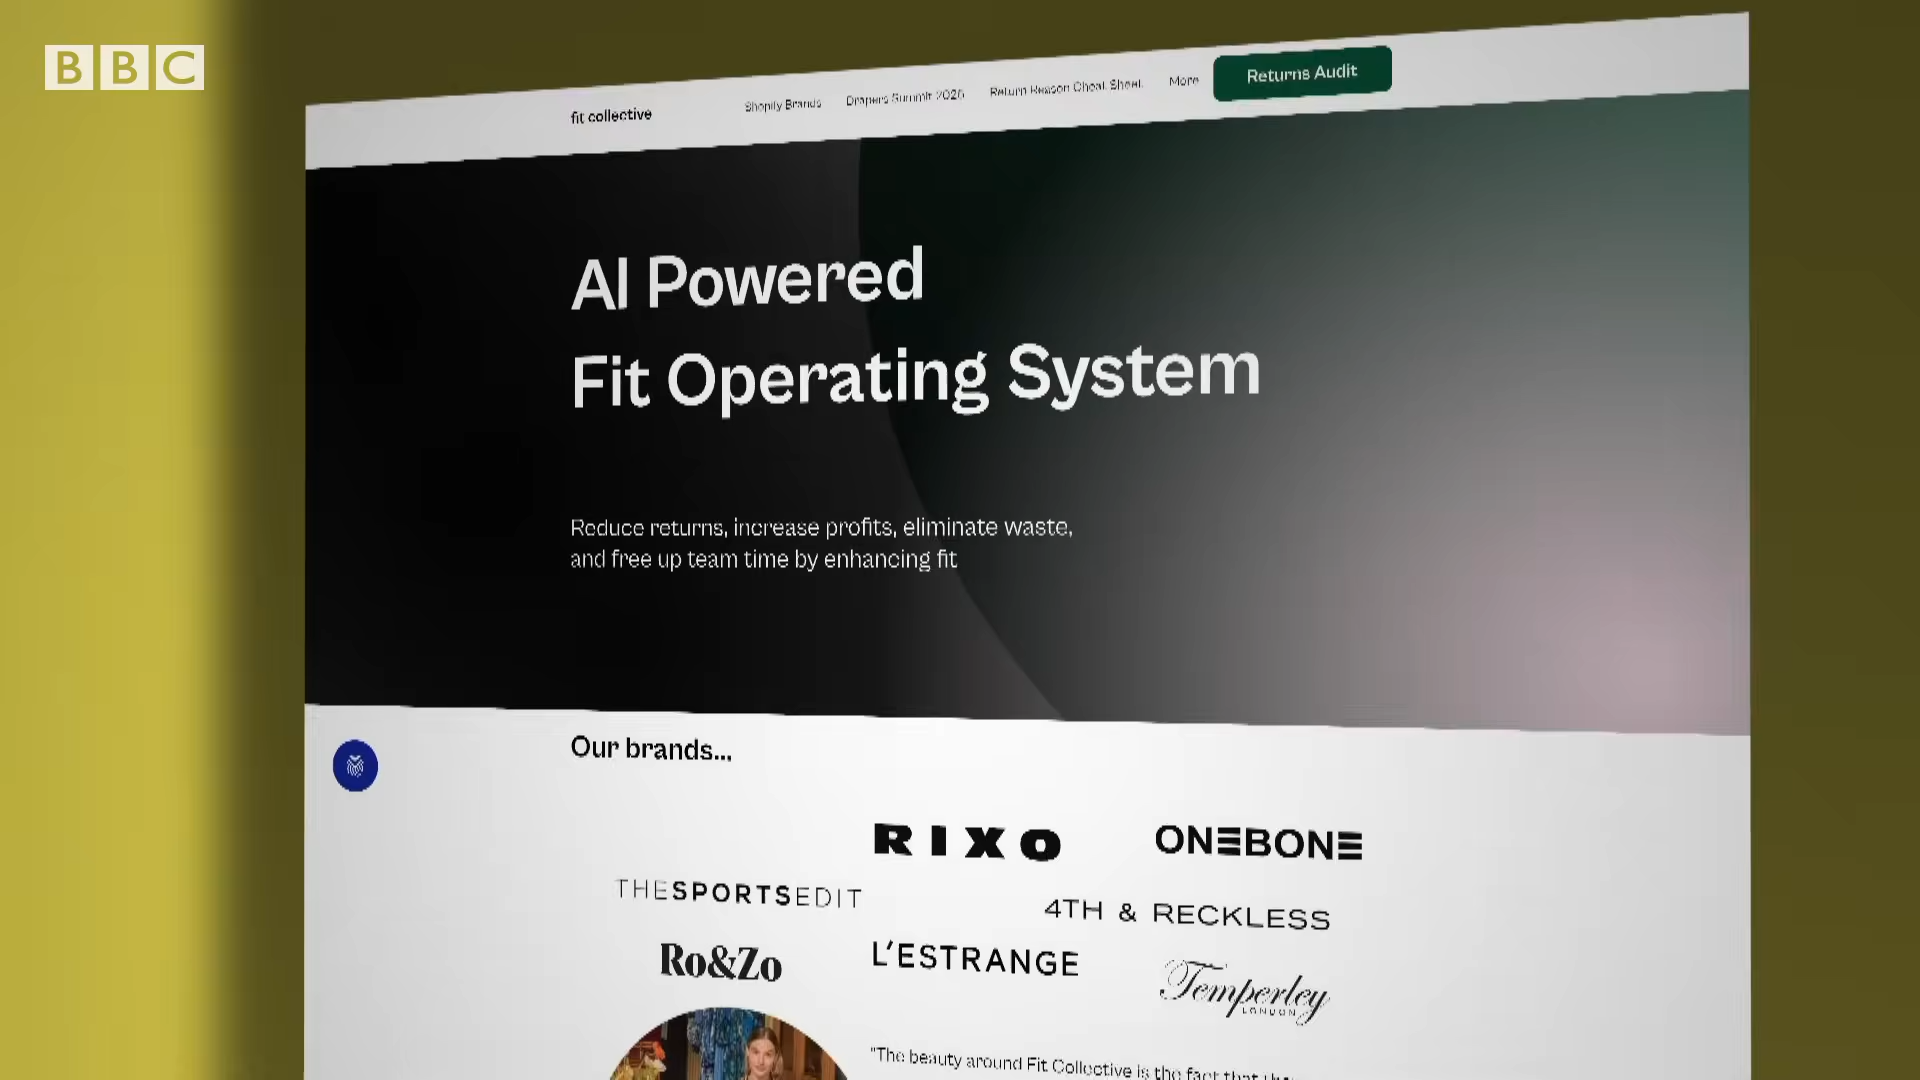 BBC
fit collective
Shopify Brands
Drapers Summit 2026
Return Reason Cheat Sheet
More
Returns Audit
AI Powered
Fit Operating System
Reduce returns, increase profits, eliminate waste,
and free up team time by enhancing fit
Our brands...
RIXO
ONEBONE
THESPORTSEDIT
4TH & RECKLESS
Ro&Zo
L'ESTRANGE
Temperley
LONDON
"The beauty around Fit Collective is the fact that